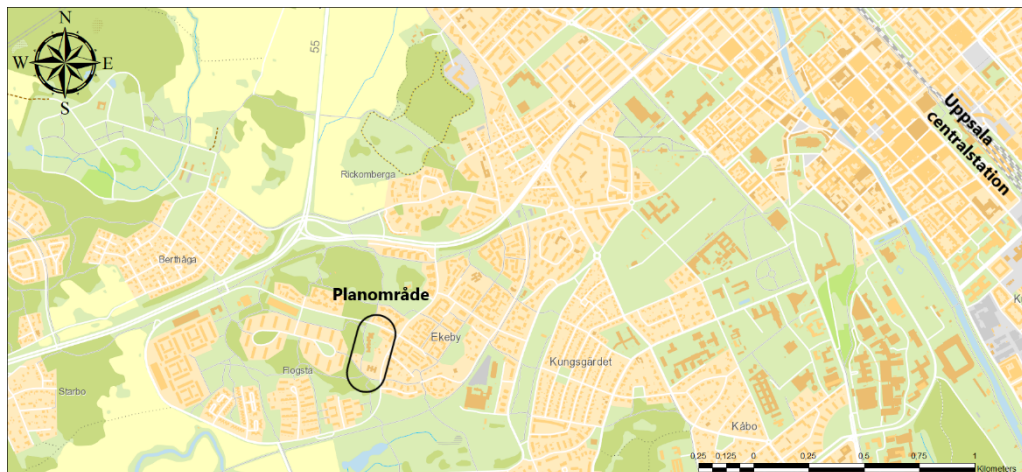 N
W E
S
55
Uppsala
centralstation
Rickomberga
Berthåga
Planområde
Ekeby
Kungsgärdet
Flogsta
Starbo
Kåbo
0,25 0,125 0 0,25 0,5 0,75 1
Kilometers